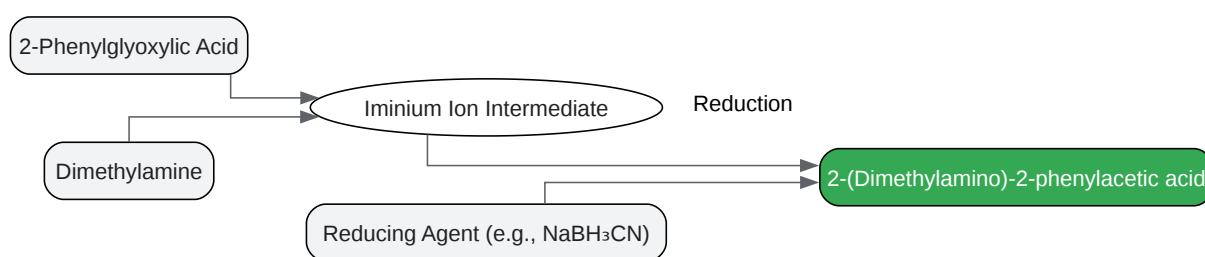 2-Phenylglyoxylic Acid
Iminium Ion Intermediate
Reduction
Dimethylamine
2-(Dimethylamino)-2-phenylacetic acid
Reducing Agent (e.g., NaBH₃CN)